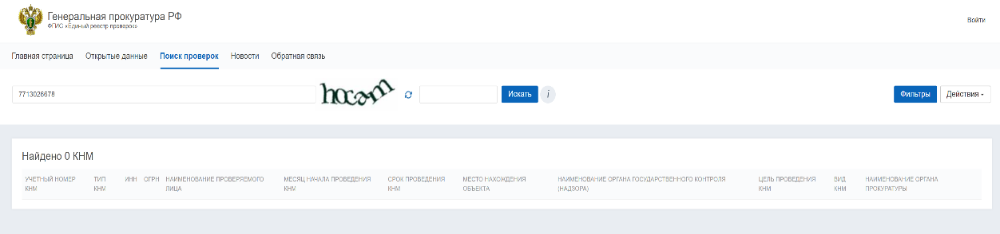 Генеральная прокуратура РФ
ФГИС «Единый реестр проверок»
Войти
Главная страница Открытые данные Поиск проверок Новости Обратная связь
7713026678 Искать i Фильтры Действия
Найдено 0 КНМ
УЧЕТНЫЙ НОМЕР КНМ
ТИП КНМ
ИНН
ОГРН
НАИМЕНОВАНИЕ ПРОВЕРЯЕМОГО ЛИЦА
МЕСЯЦ НАЧАЛА ПРОВЕДЕНИЯ КНМ
СРОК ПРОВЕДЕНИЯ КНМ
МЕСТО НАХОЖДЕНИЯ ОБЪЕКТА
НАИМЕНОВАНИЕ ОРГАНА ГОСУДАРСТВЕННОГО КОНТРОЛЯ (НАДЗОРА)
ЦЕЛЬ ПРОВЕДЕНИЯ КНМ
ВИД КНМ
НАИМЕНОВАНИЕ ОРГАНА ПРОКУРАТУРЫ